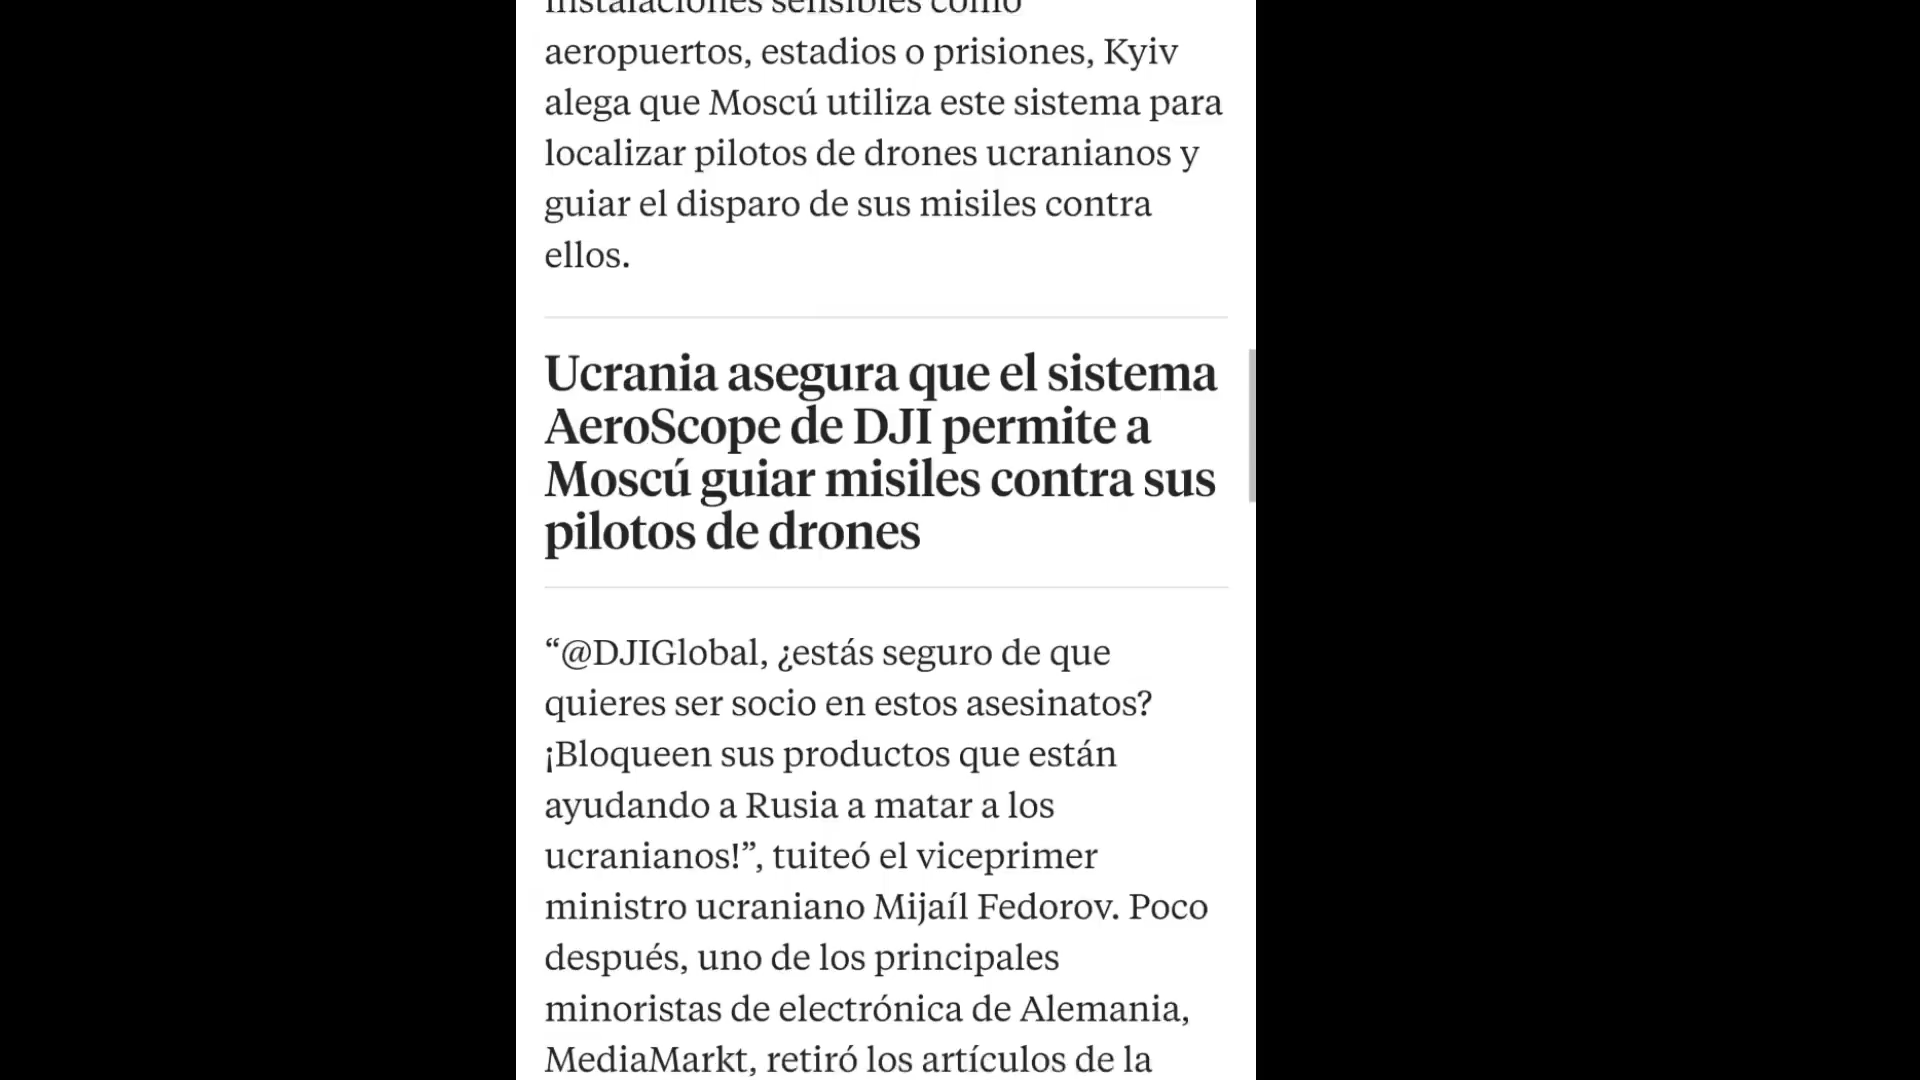 instalaciones sensibles como
aeropuertos, estadios o prisiones, Kyiv
alega que Moscú utiliza este sistema para
localizar pilotos de drones ucranianos y
guiar el disparo de sus misiles contra
ellos.
Ucrania asegura que el sistema
AeroScope de DJI permite a
Moscú guiar misiles contra sus
pilotos de drones
“@DJIGlobal, ¿estás seguro de que
quieres ser socio en estos asesinatos?
¡Bloqueen sus productos que están
ayudando a Rusia a matar a los
ucranianos!”, tuiteó el viceprimer
ministro ucraniano Mijaíl Fedorov. Poco
después, uno de los principales
minoristas de electrónica de Alemania,
MediaMarkt, retiró los artículos de la